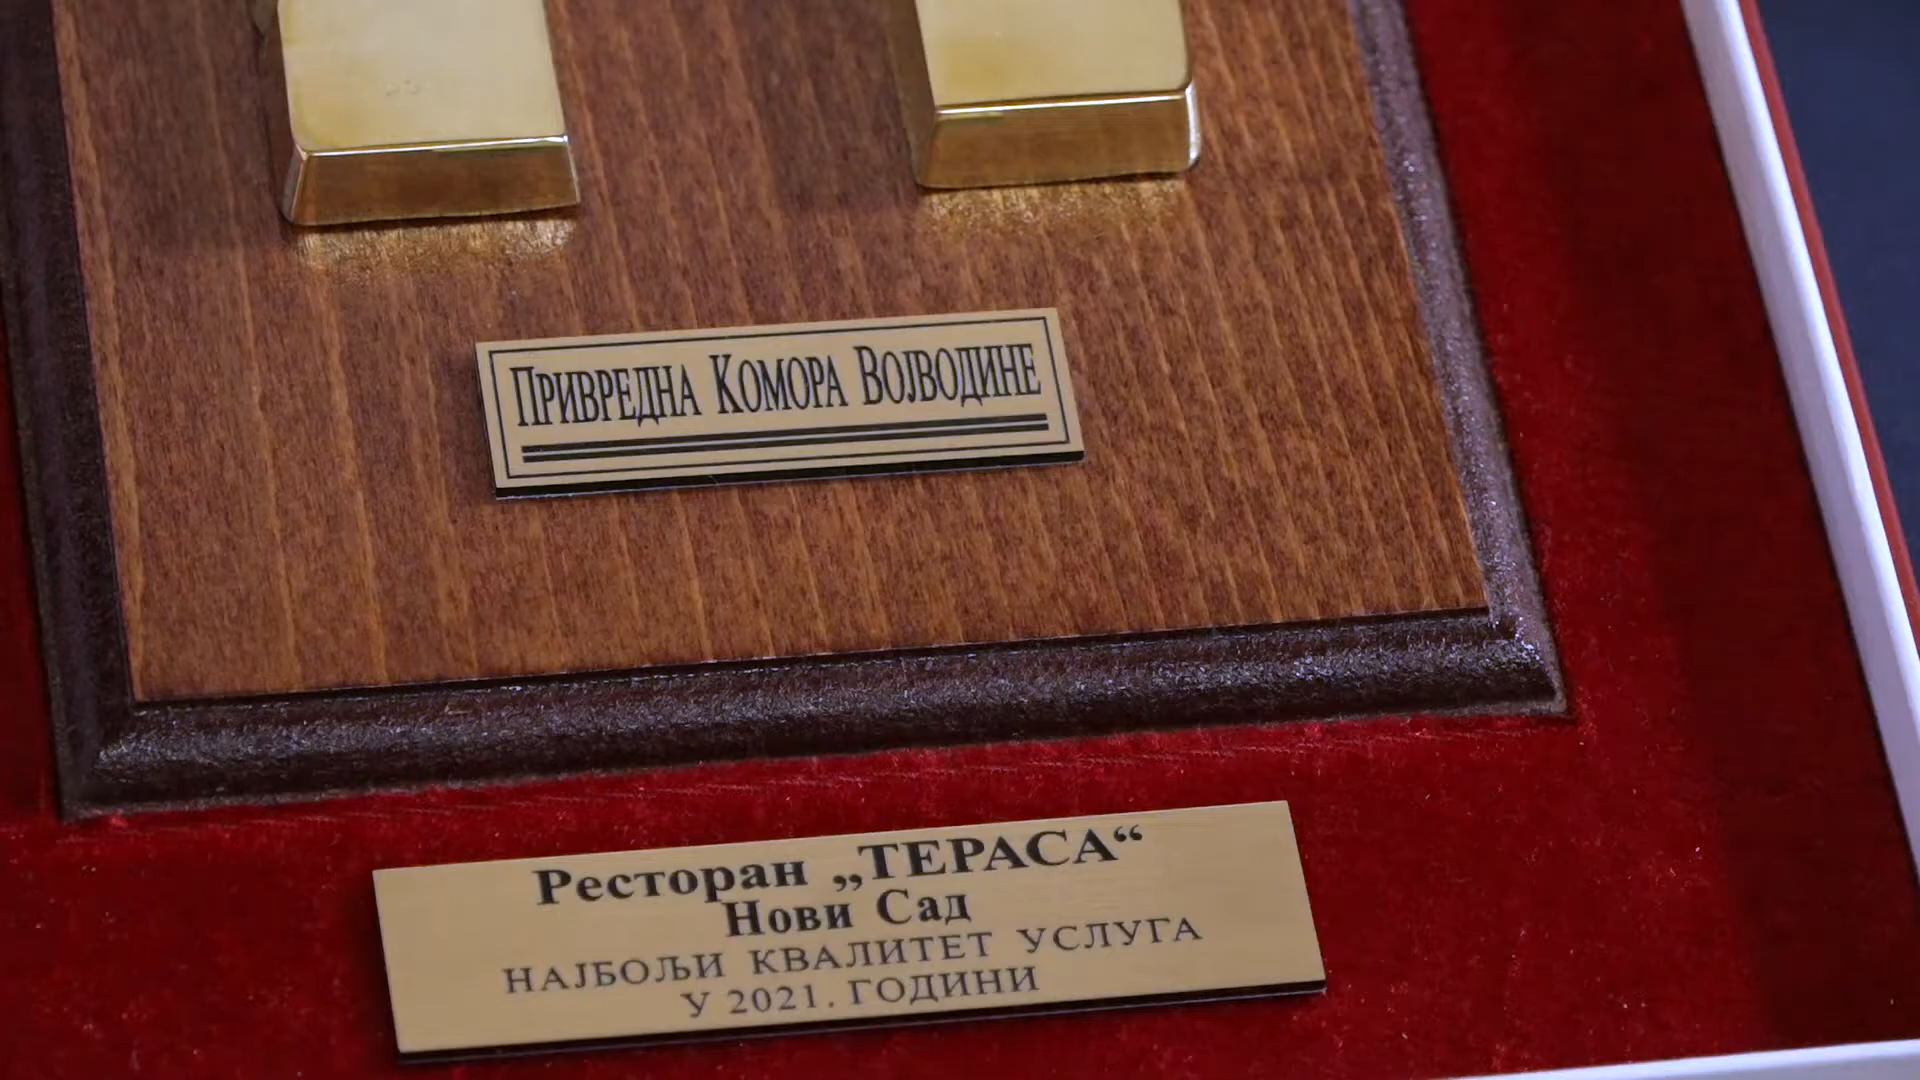 Привредна Комора Војводине
Ресторан „ТЕРАСА“
Нови Сад
НАЈБОЉИ КВАЛИТЕТ УСЛУГА
У 2021. ГОДИНИ